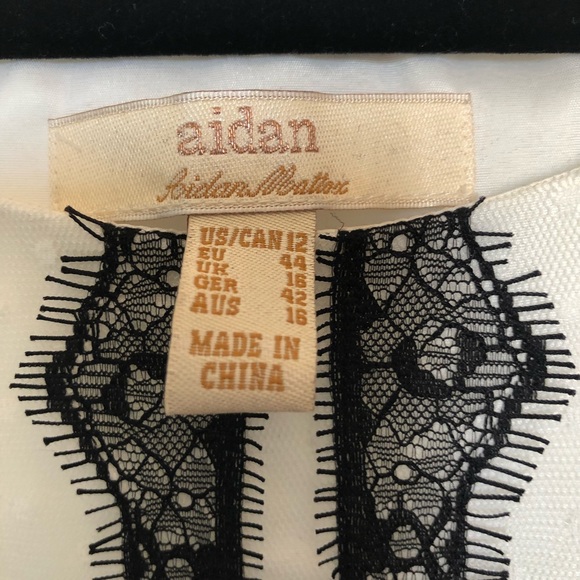 aidan
Aidan Mattox
US/CAN 12
EU 44
UK 16
GER 42
AUS 16
MADE IN
CHINA